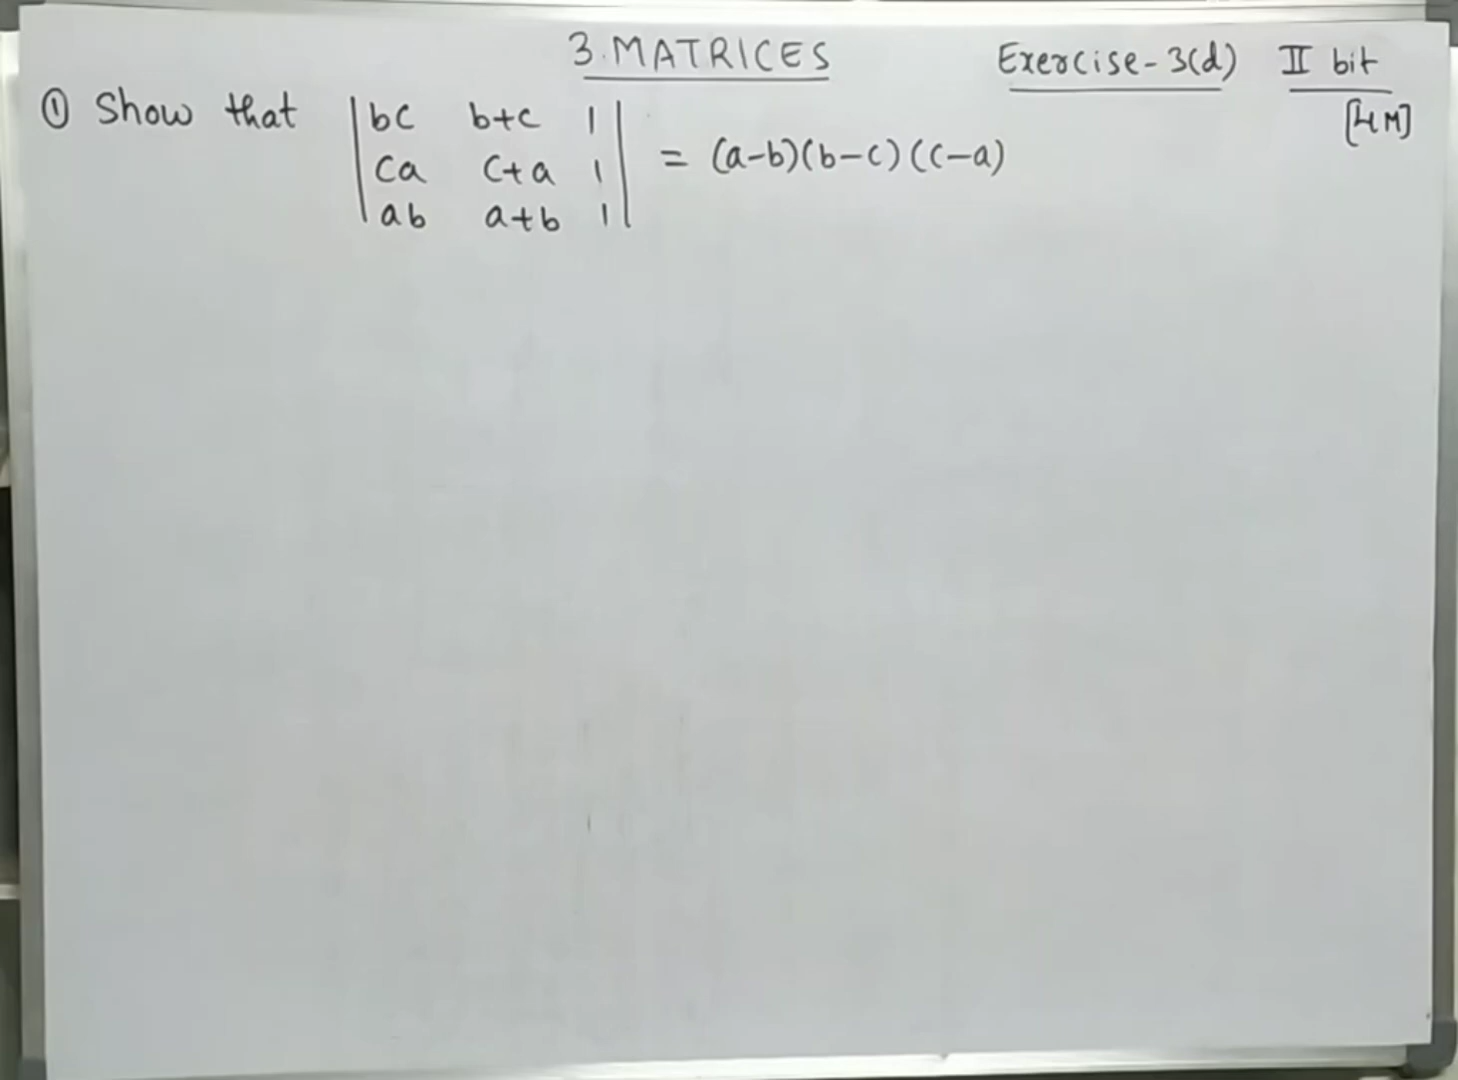 3. MATRICES Exercise-3(d) II bit
[4M]
① Show that |bc b+c 1|
|ca c+a 1| = (a-b)(b-c)(c-a)
|ab a+b 1|